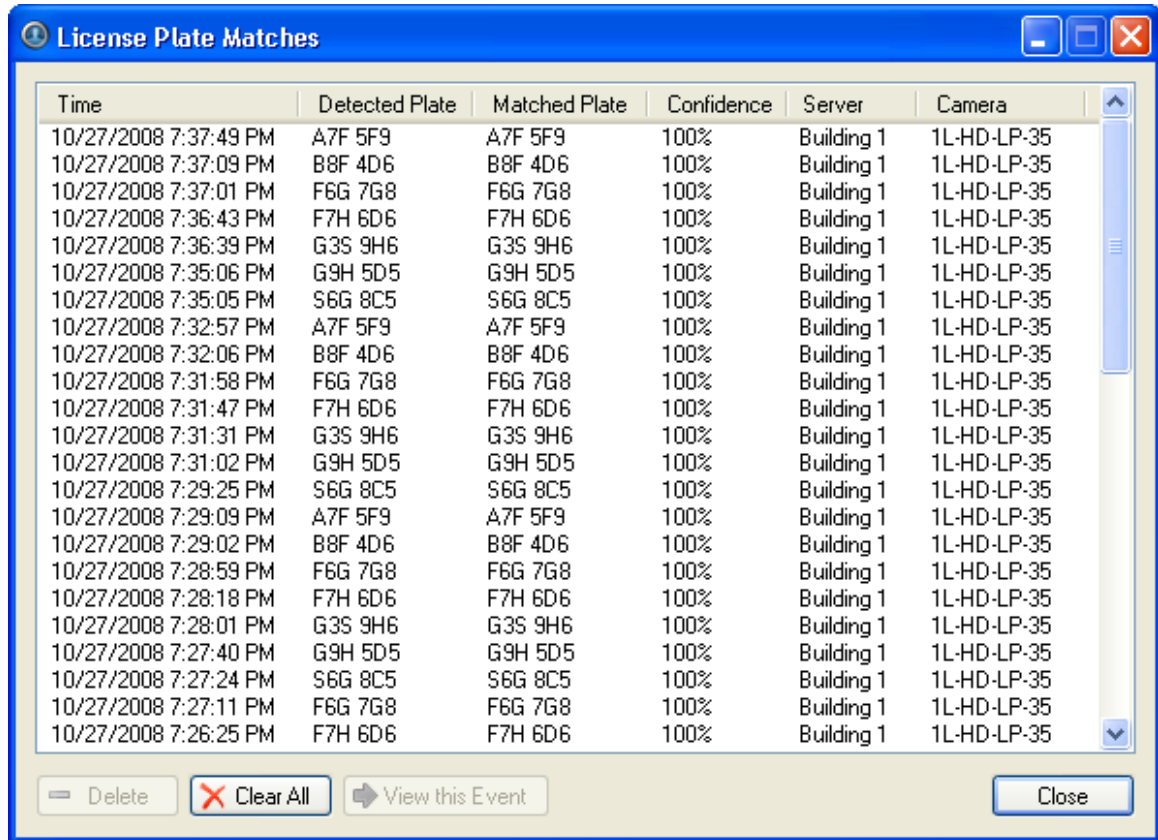 License Plate Matches
Time Detected Plate Matched Plate Confidence Server Camera
10/27/2008 7:37:49 PM A7F 5F9 A7F 5F9 100% Building 1 1L-HD-LP-35
10/27/2008 7:37:09 PM B8F 4D6 B8F 4D6 100% Building 1 1L-HD-LP-35
10/27/2008 7:37:01 PM F6G 7G8 F6G 7G8 100% Building 1 1L-HD-LP-35
10/27/2008 7:36:43 PM F7H 6D6 F7H 6D6 100% Building 1 1L-HD-LP-35
10/27/2008 7:36:39 PM G3S 9H6 G3S 9H6 100% Building 1 1L-HD-LP-35
10/27/2008 7:35:06 PM G9H 5D5 G9H 5D5 100% Building 1 1L-HD-LP-35
10/27/2008 7:35:05 PM S6G 8C5 S6G 8C5 100% Building 1 1L-HD-LP-35
10/27/2008 7:32:57 PM A7F 5F9 A7F 5F9 100% Building 1 1L-HD-LP-35
10/27/2008 7:32:06 PM B8F 4D6 B8F 4D6 100% Building 1 1L-HD-LP-35
10/27/2008 7:31:58 PM F6G 7G8 F6G 7G8 100% Building 1 1L-HD-LP-35
10/27/2008 7:31:47 PM F7H 6D6 F7H 6D6 100% Building 1 1L-HD-LP-35
10/27/2008 7:31:31 PM G3S 9H6 G3S 9H6 100% Building 1 1L-HD-LP-35
10/27/2008 7:31:02 PM G9H 5D5 G9H 5D5 100% Building 1 1L-HD-LP-35
10/27/2008 7:29:25 PM S6G 8C5 S6G 8C5 100% Building 1 1L-HD-LP-35
10/27/2008 7:29:09 PM A7F 5F9 A7F 5F9 100% Building 1 1L-HD-LP-35
10/27/2008 7:29:02 PM B8F 4D6 B8F 4D6 100% Building 1 1L-HD-LP-35
10/27/2008 7:28:59 PM F6G 7G8 F6G 7G8 100% Building 1 1L-HD-LP-35
10/27/2008 7:28:18 PM F7H 6D6 F7H 6D6 100% Building 1 1L-HD-LP-35
10/27/2008 7:28:01 PM G3S 9H6 G3S 9H6 100% Building 1 1L-HD-LP-35
10/27/2008 7:27:40 PM G9H 5D5 G9H 5D5 100% Building 1 1L-HD-LP-35
10/27/2008 7:27:24 PM S6G 8C5 S6G 8C5 100% Building 1 1L-HD-LP-35
10/27/2008 7:27:11 PM F6G 7G8 F6G 7G8 100% Building 1 1L-HD-LP-35
10/27/2008 7:26:25 PM F7H 6D6 F7H 6D6 100% Building 1 1L-HD-LP-35
Delete Clear All View this Event Close